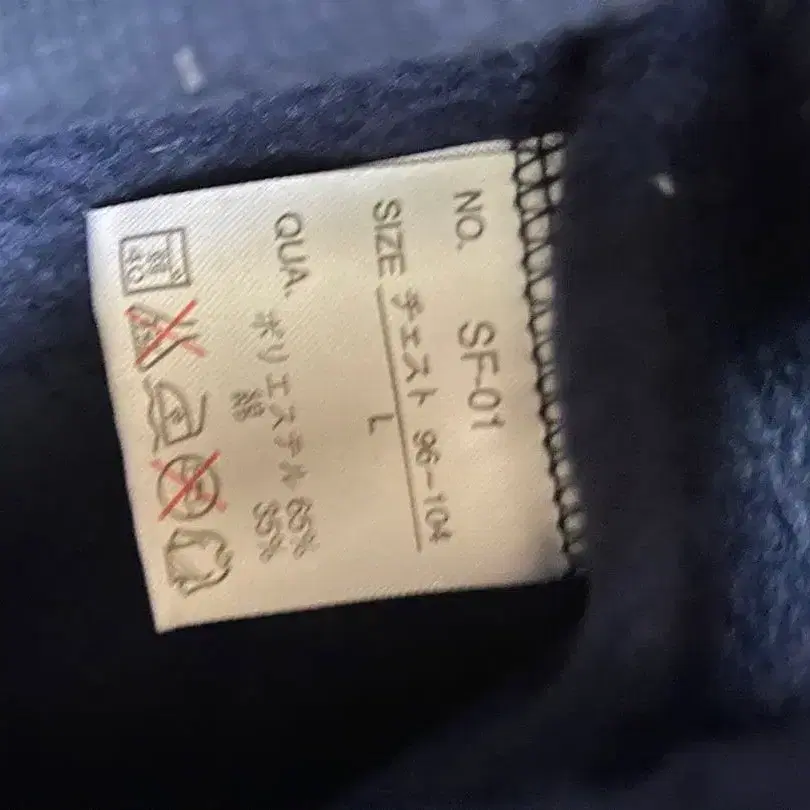 NO. SF-01
SIZE チェスト 96-104
L
QUA. ポリエステル 65%
綿 35%
40